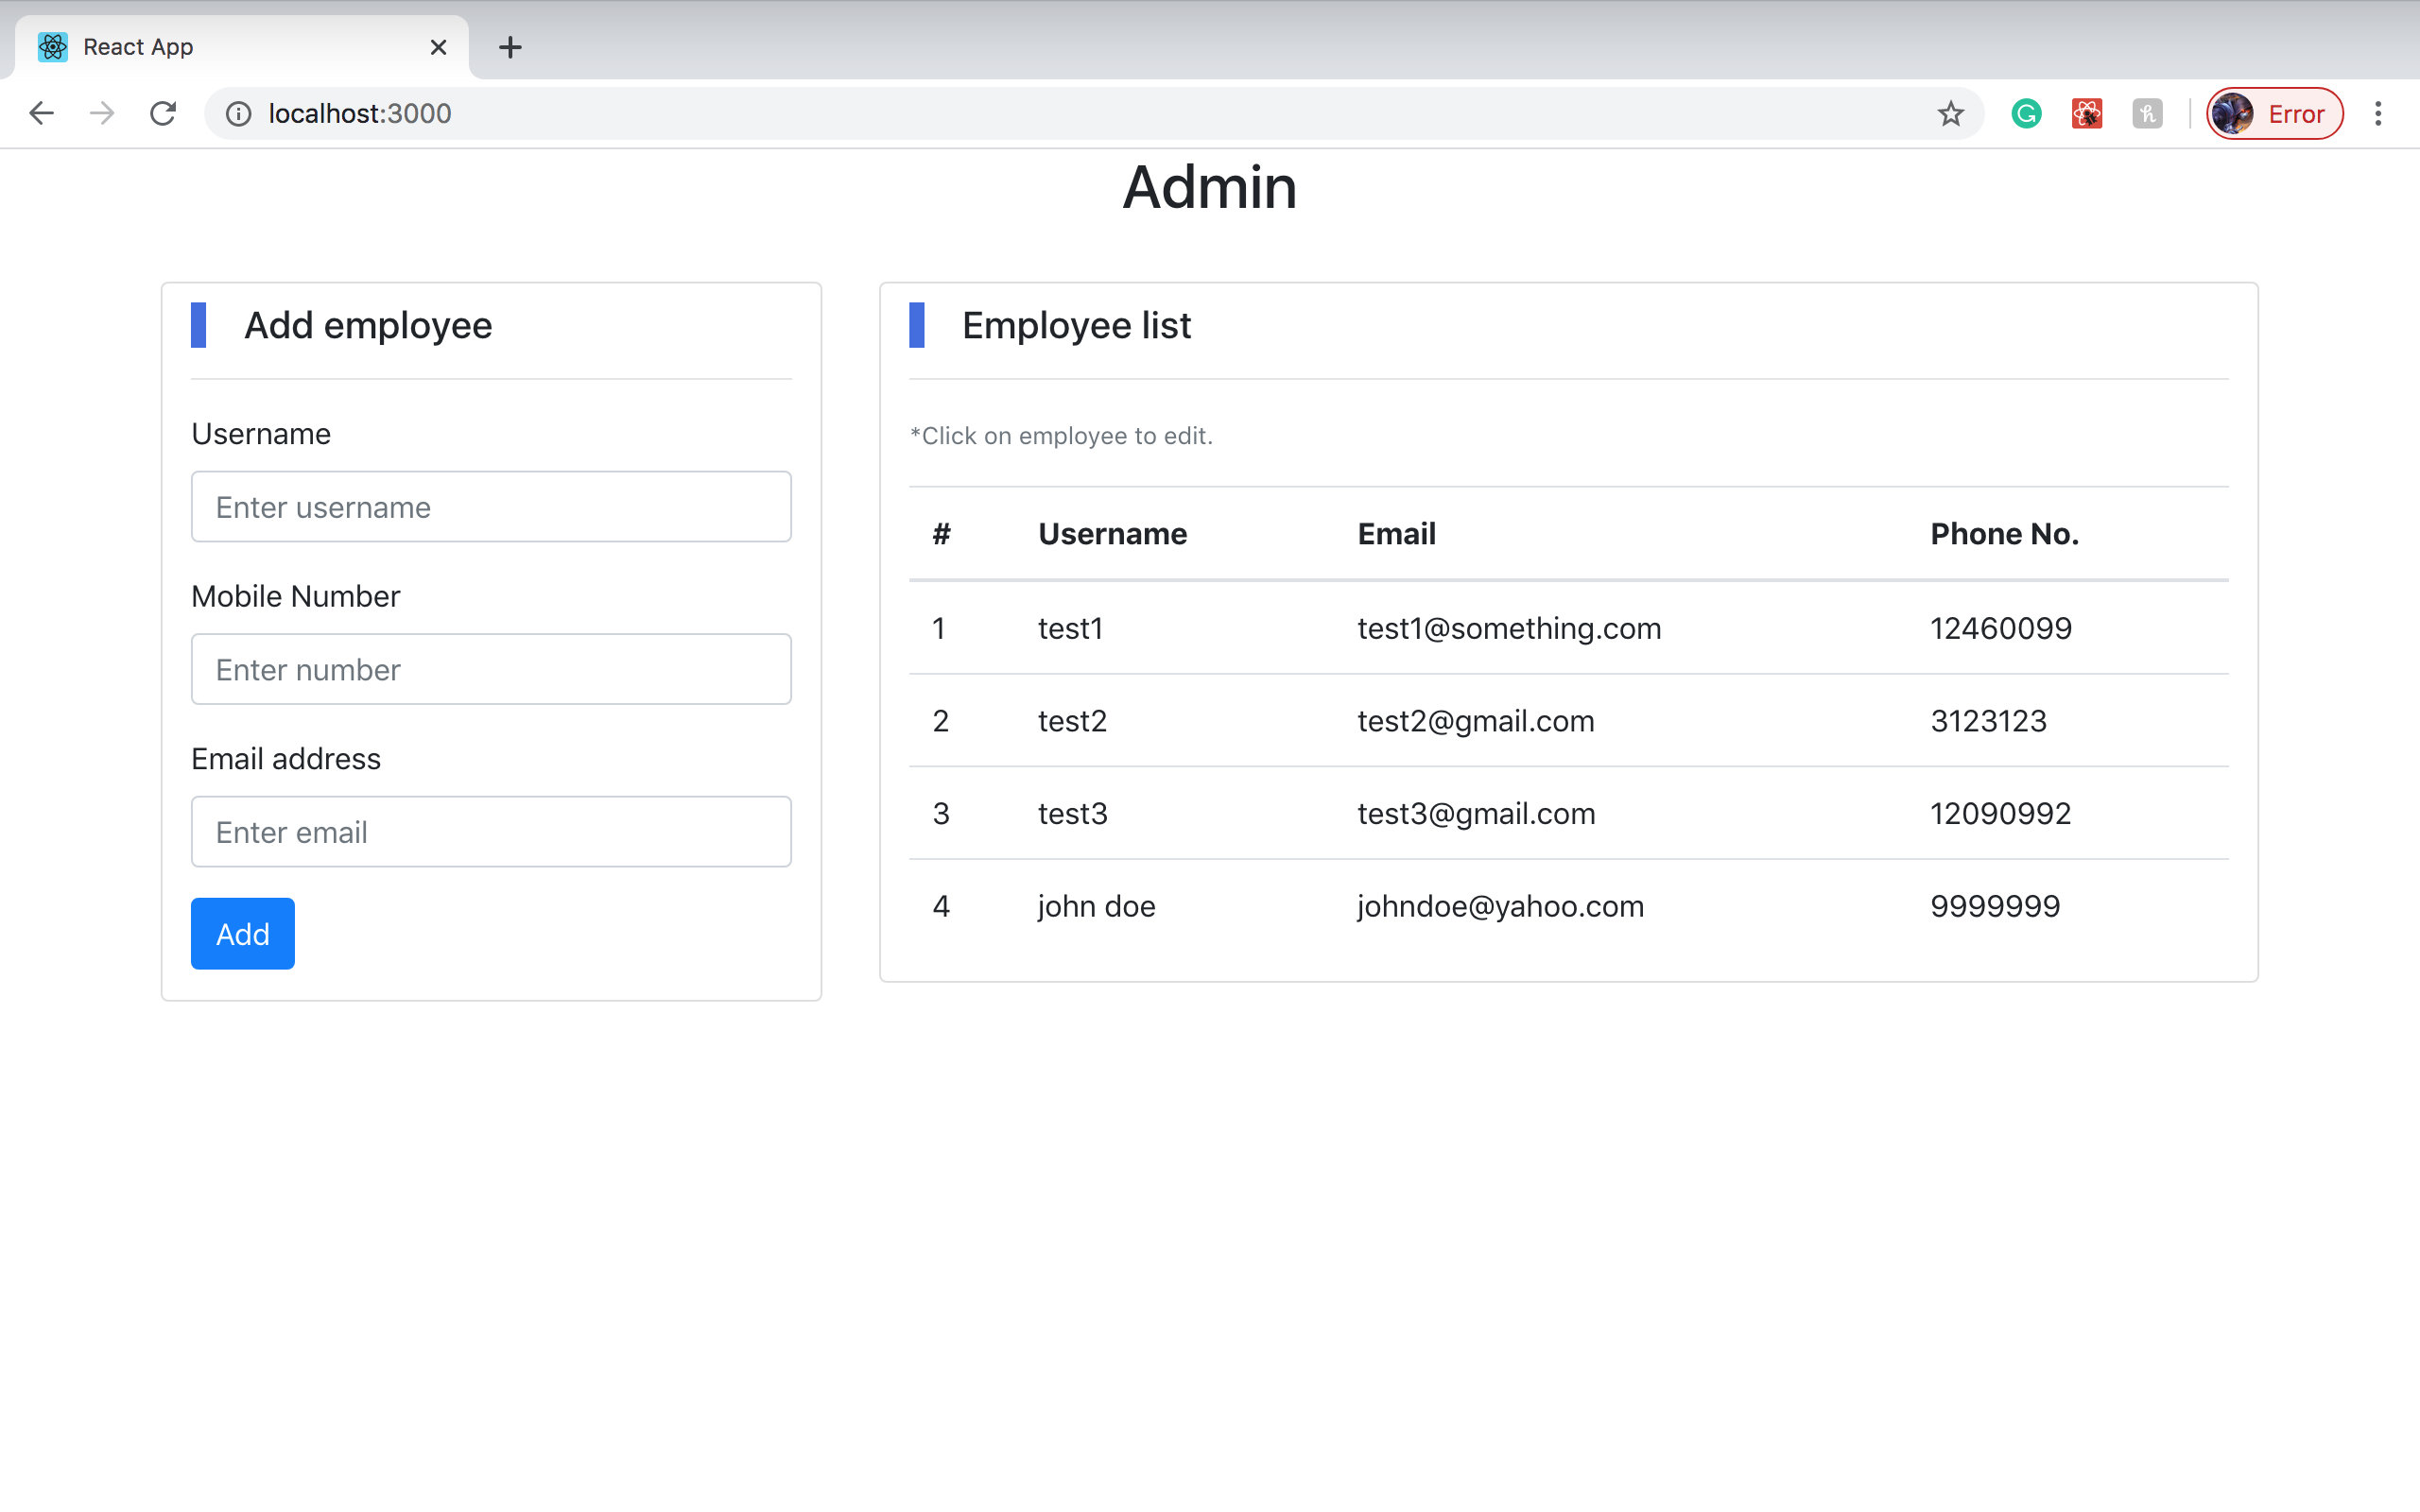 React App
localhost:3000
Error
Admin
Add employee
Username
Enter username
Mobile Number
Enter number
Email address
Enter email
Add
Employee list
*Click on employee to edit.
# Username Email Phone No.
1 test1 test1@something.com 12460099
2 test2 test2@gmail.com 3123123
3 test3 test3@gmail.com 12090992
4 john doe johndoe@yahoo.com 9999999